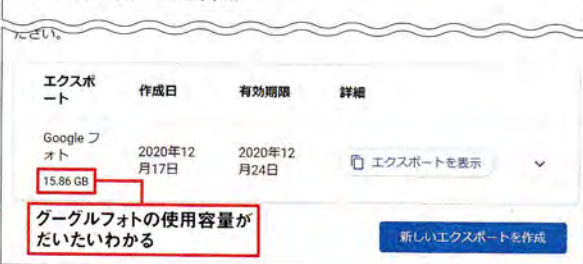 ださい。
エクスポ
ート
作成日
有効期限
詳細
Google フ
ォト
2020年12
月17日
2020年12
月24日
エクスポートを表示
15.86 GB
グーグルフォトの使用容量が
だいたいわかる
新しいエクスポートを作成